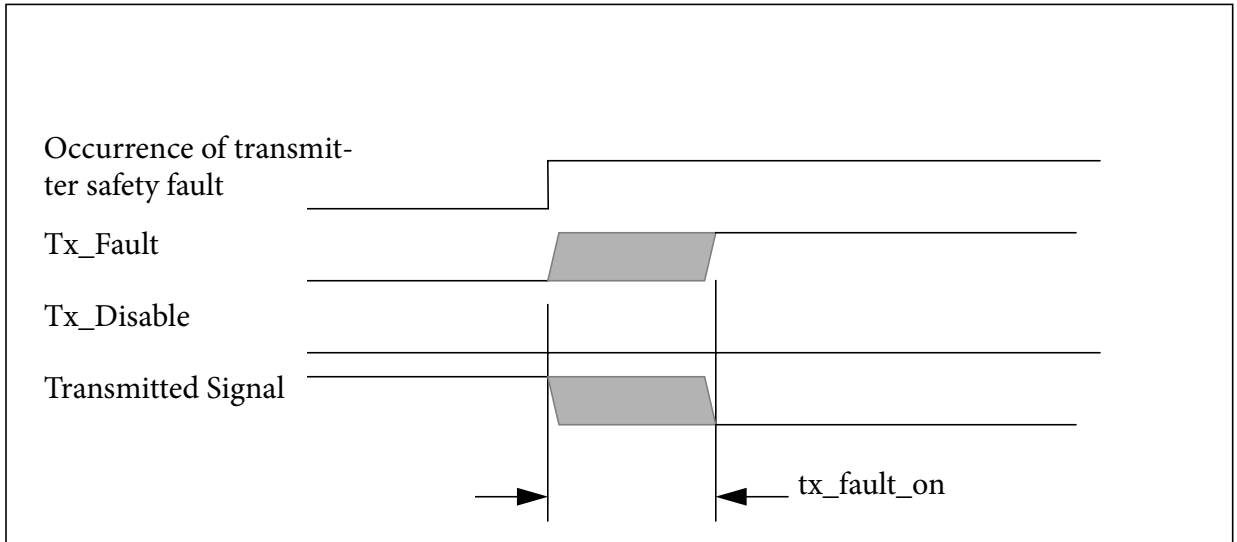 Occurrence of transmit-
ter safety fault
Tx_Fault
Tx_Disable
Transmitted Signal
tx_fault_on